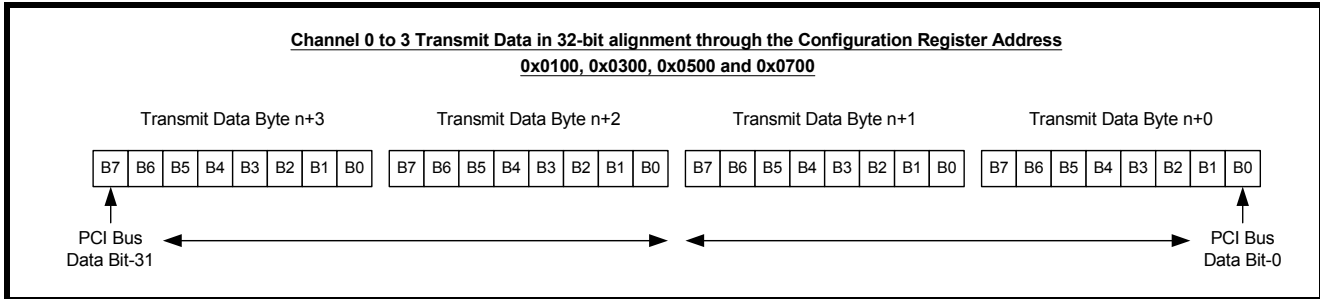 Channel 0 to 3 Transmit Data in 32-bit alignment through the Configuration Register Address
0x0100, 0x0300, 0x0500 and 0x0700
Transmit Data Byte n+3 Transmit Data Byte n+2 Transmit Data Byte n+1 Transmit Data Byte n+0
B7 B6 B5 B4 B3 B2 B1 B0 B7 B6 B5 B4 B3 B2 B1 B0 B7 B6 B5 B4 B3 B2 B1 B0 B7 B6 B5 B4 B3 B2 B1 B0
PCI Bus PCI Bus
Data Bit-31 Data Bit-0